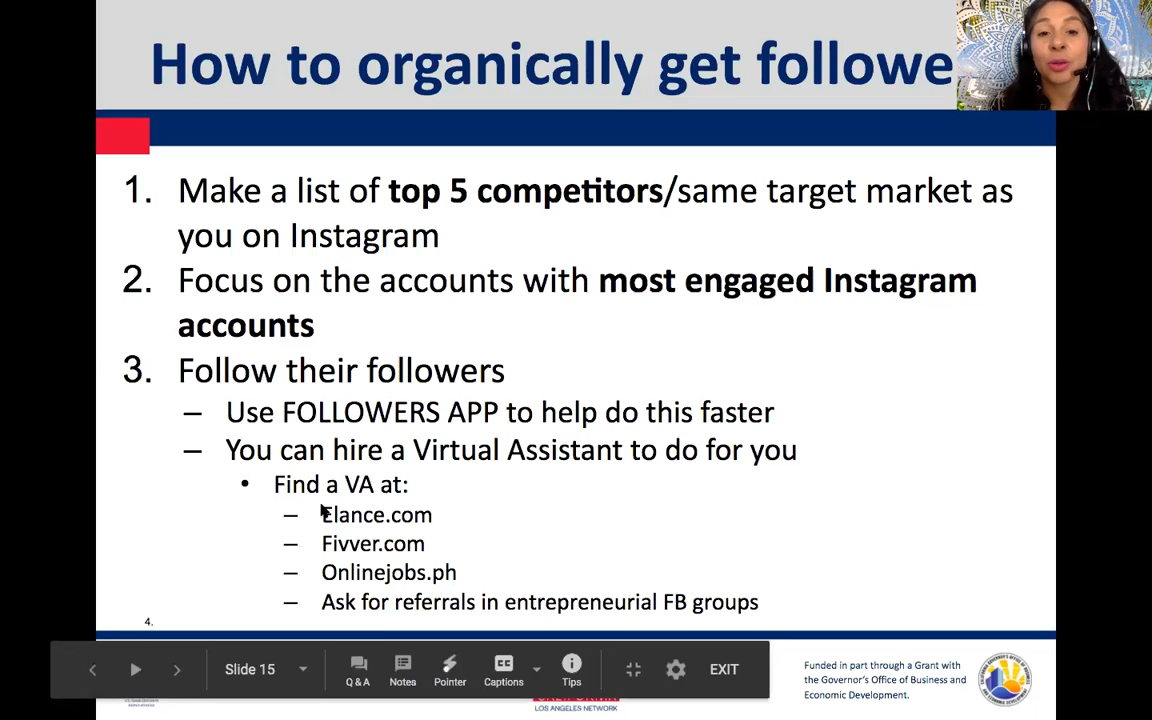 How to organically get followe
1. Make a list of top 5 competitors/same target market as
you on Instagram
2. Focus on the accounts with most engaged Instagram
accounts
3. Follow their followers
– Use FOLLOWERS APP to help do this faster
– You can hire a Virtual Assistant to do for you
• Find a VA at:
– Elance.com
– Fivver.com
– Onlinejobs.ph
– Ask for referrals in entrepreneurial FB groups
4.
Slide 15
Q & A
Notes
Pointer
Captions
Tips
EXIT
LOS ANGELES NETWORK
Funded in part through a Grant with
the Governor's Office of Business and
Economic Development.